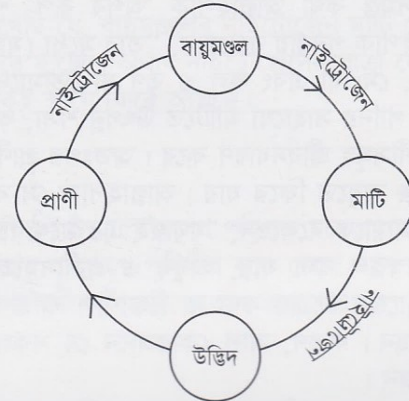 বায়ুমণ্ডল
নাইট্রোজেন
নাইট্রোজেন
প্রাণী
মাটি
নাইট্রোজেন
উদ্ভিদ